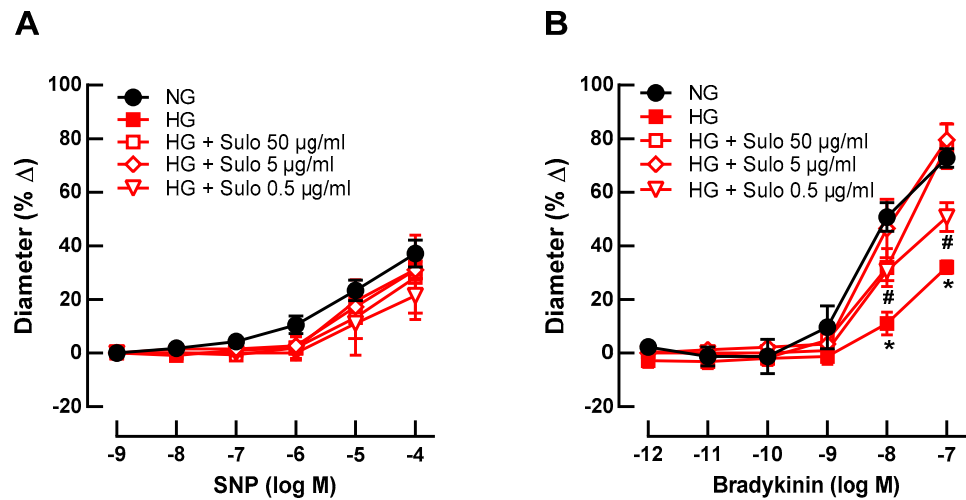 A
Diameter (% Δ)
100
80
60
40
20
0
-20
NG
HG
HG + Sulo 50 µg/ml
HG + Sulo 5 µg/ml
HG + Sulo 0.5 µg/ml
-9 -8 -7 -6 -5 -4
SNP (log M)
B
Diameter (% Δ)
100
80
60
40
20
0
-20
NG
HG
HG + Sulo 50 µg/ml
HG + Sulo 5 µg/ml
HG + Sulo 0.5 µg/ml
#
*
#
*
-12 -11 -10 -9 -8 -7
Bradykinin (log M)